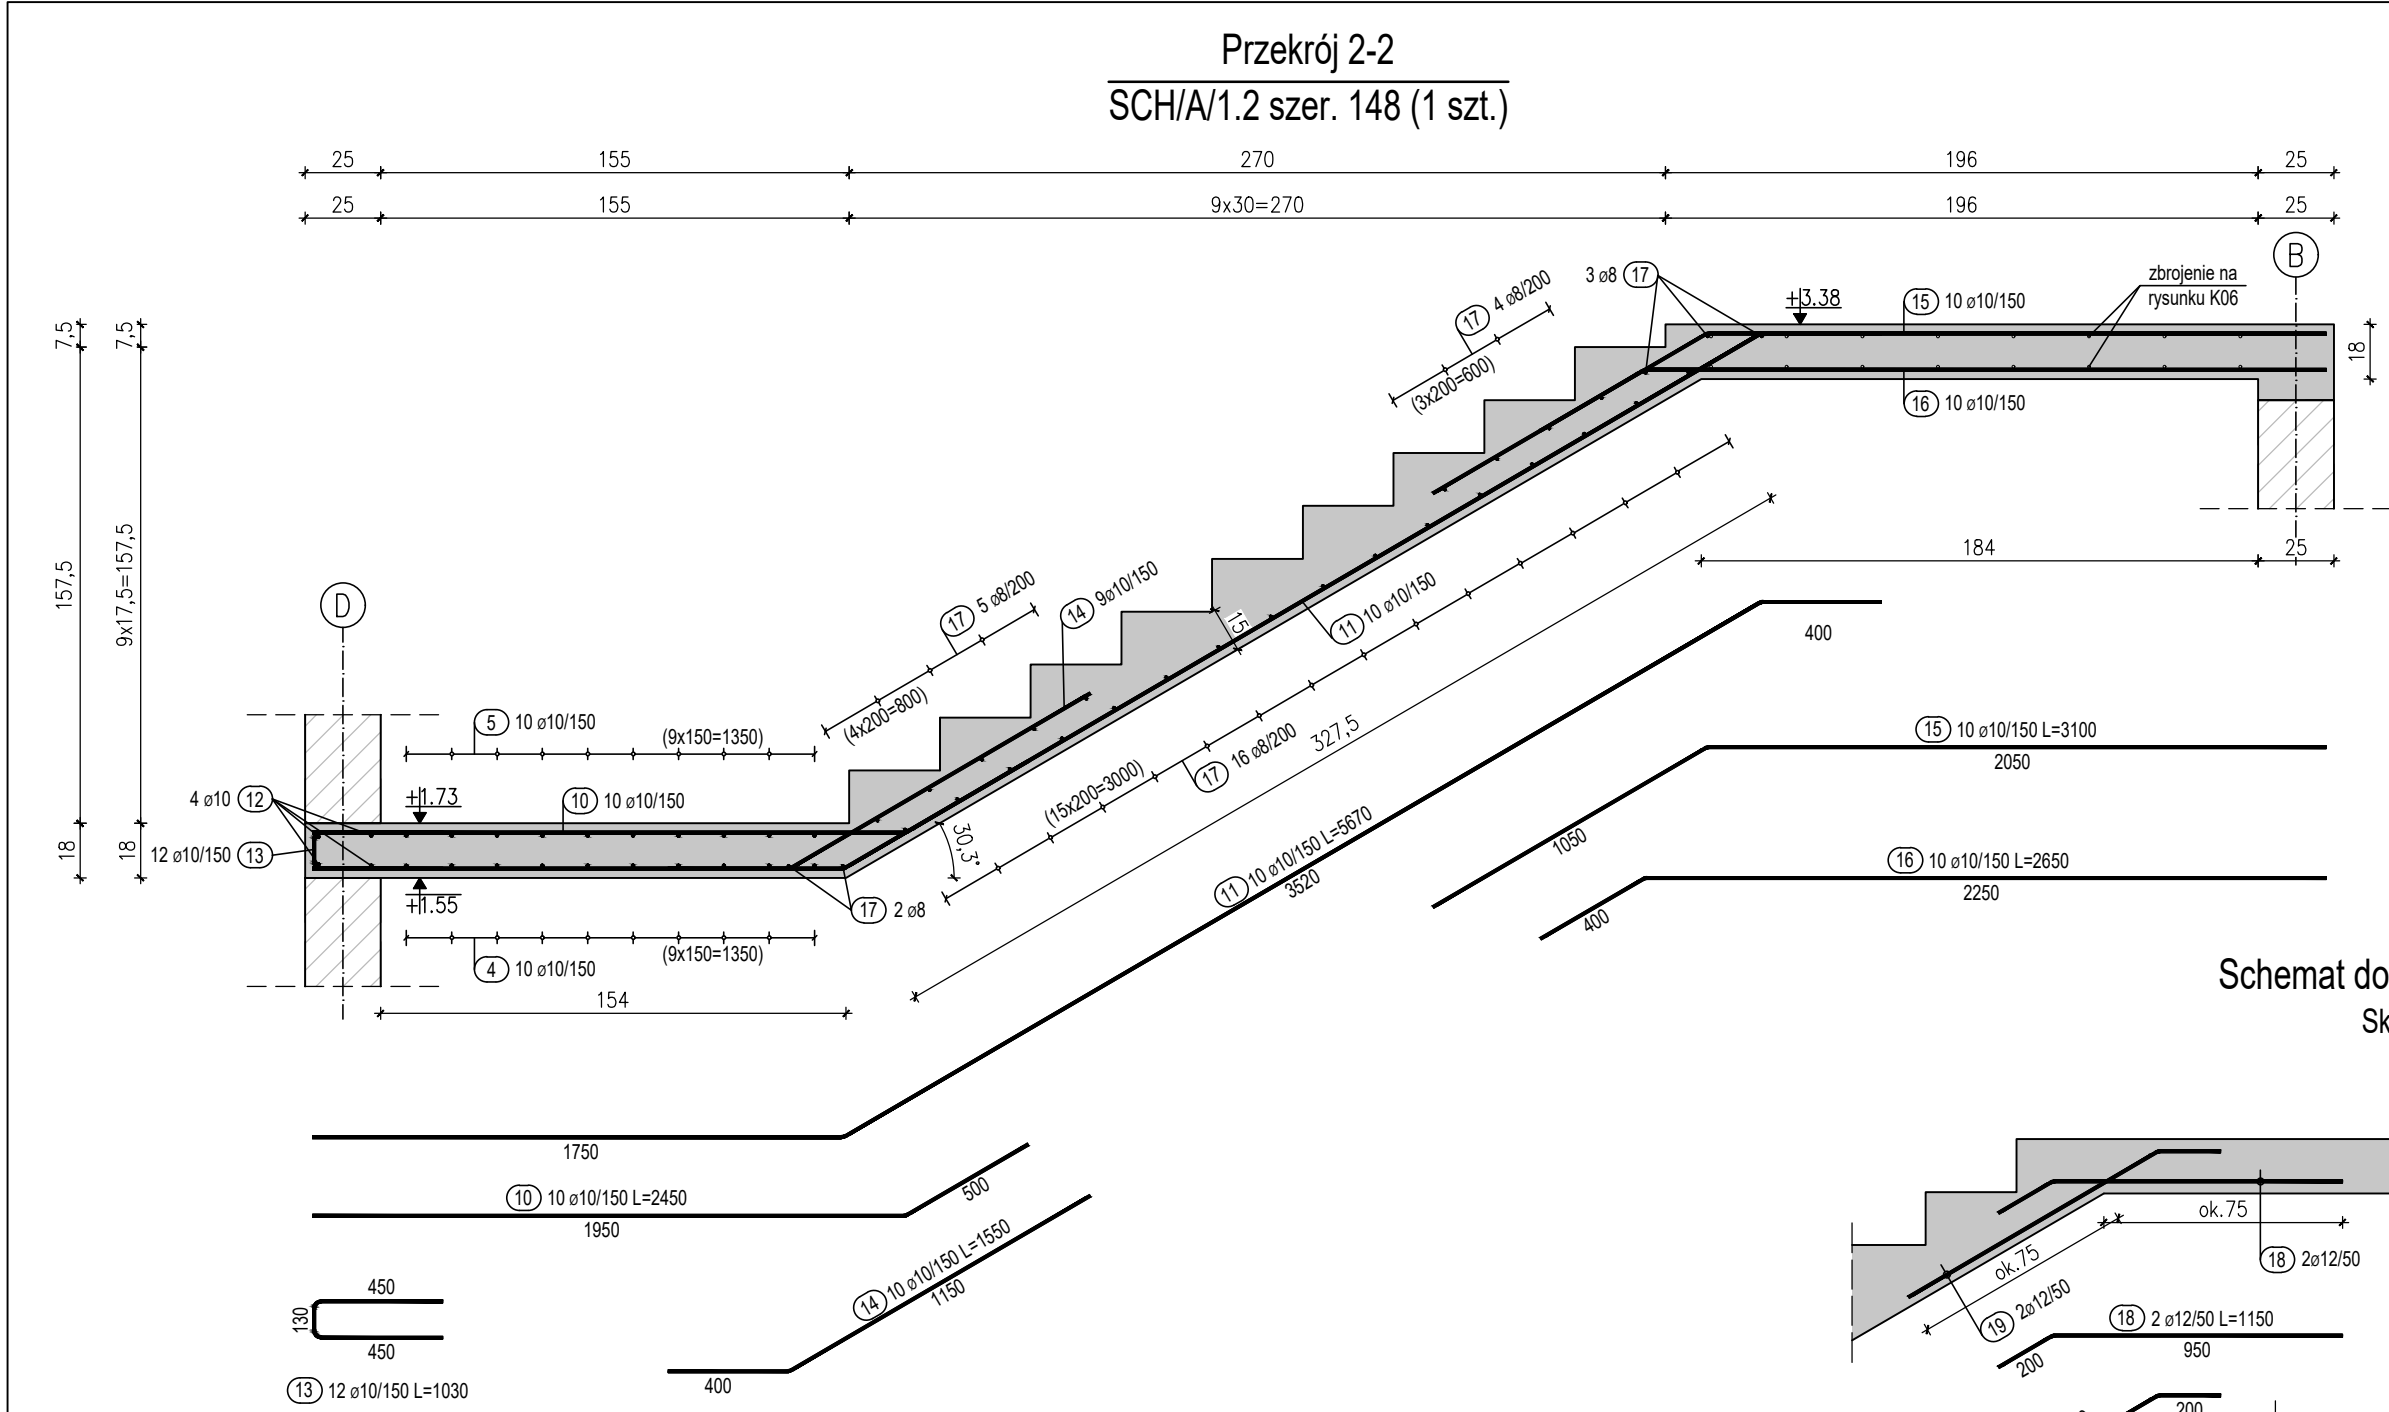 Przekrój 2-2
SCH/A/1.2 szer. 148 (1 szt.)
25
155
270
196
25
25
155
9x30=270
196
25
B
D
7,5
157,5
18
7,5
9x17,5=157,5
18
17 4 ø8/200
(3x200=600)
3 ø8 17
+3.38
15 10 ø10/150
zbrojenie na
rysunku K06
18
16 10 ø10/150
184
25
17 5 ø8/200
(4x200=800)
14 9ø10/150
15
11 10 ø10/150
5 10 ø10/150
(9x150=1350)
4 ø10 12
+1.73
10 10 ø10/150
12 ø10/150 13
30,3°
+1.55
17 2 ø8
(15x200=3000)
17 16 ø8/200
327,5
4 10 ø10/150
(9x150=1350)
154
400
11 10 ø10/150 L=5670
3520
1750
15 10 ø10/150 L=3100
2050
1050
16 10 ø10/150 L=2650
2250
400
Schemat do
Sk
10 10 ø10/150 L=2450
1950
500
14 10 ø10/150 L=1550
1150
400
450
130
450
13 12 ø10/150 L=1030
ok.75
ok.75
18 2ø12/50
19 2ø12/50
18 2 ø12/50 L=1150
950
200
200